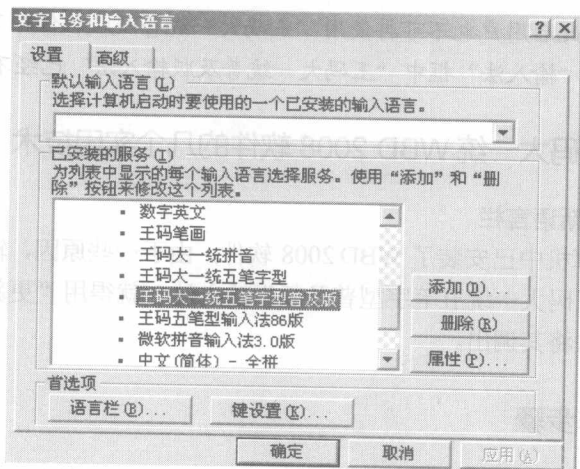 文字服务和输入语言
设置 高级
默认输入语言(L)
选择计算机启动时要使用的一个已安装的输入语言。
已安装的服务(I)
为列表中显示的每个输入语言选择服务。使用“添加”和“删
除”按钮来修改这个列表。
数字英文
王码笔画
王码大一统拼音
王码大一统五笔字型
王码大一统五笔字型普及版
王码五笔型输入法86版
微软拼音输入法3.0版
中文(简体) - 全拼
添加(D)...
删除(R)
属性(P)...
首选项
语言栏(B)...
键设置(K)...
确定
取消
应用(A)